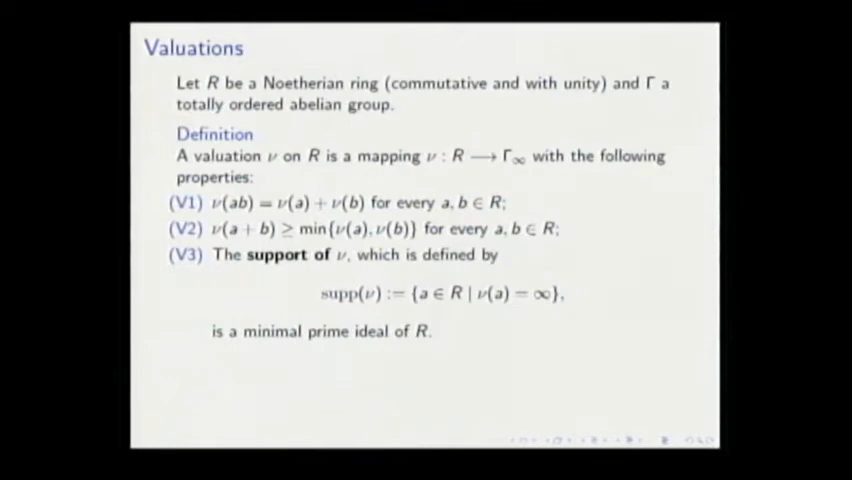 Valuations
Let R be a Noetherian ring (commutative and with unity) and Γ a
totally ordered abelian group.
Definition
A valuation ν on R is a mapping ν : R ⟶ Γ∞ with the following
properties:
(V1) ν(ab) = ν(a) + ν(b) for every a, b ∈ R;
(V2) ν(a + b) ≥ min{ν(a), ν(b)} for every a, b ∈ R;
(V3) The support of ν, which is defined by
supp(ν) := {a ∈ R | ν(a) = ∞},
is a minimal prime ideal of R.